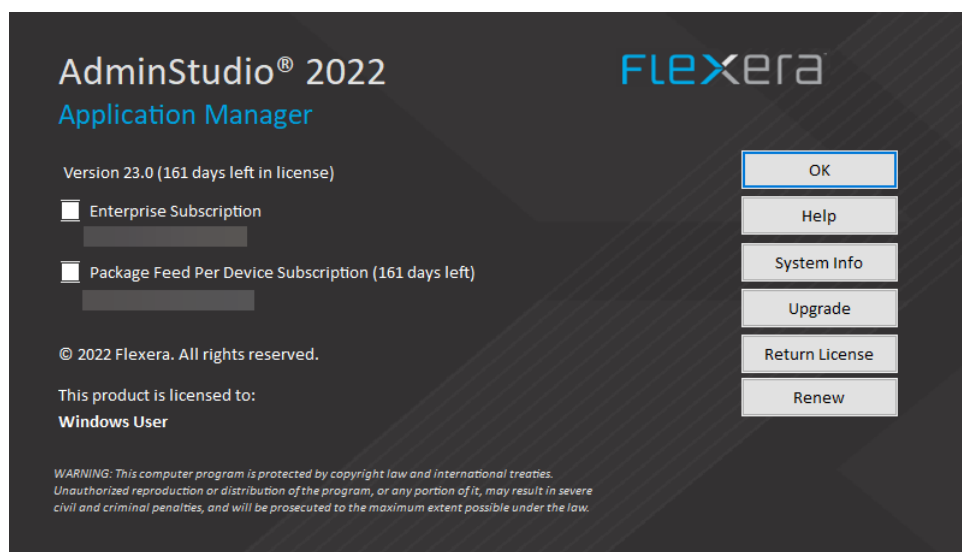 AdminStudio® 2022
Flexera
Application Manager
Version 23.0 (161 days left in license)
Enterprise Subscription
Package Feed Per Device Subscription (161 days left)
© 2022 Flexera. All rights reserved.
This product is licensed to:
Windows User
WARNING: This computer program is protected by copyright law and international treaties.
Unauthorized reproduction or distribution of the program, or any portion of it, may result in severe
civil and criminal penalties, and will be prosecuted to the maximum extent possible under the law.
OK
Help
System Info
Upgrade
Return License
Renew